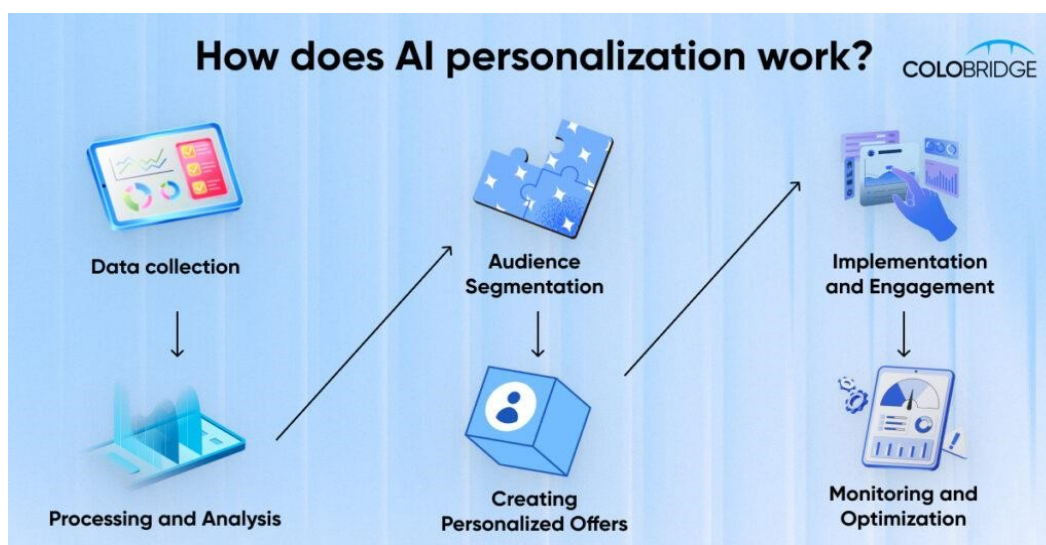 How does AI personalization work?
COLOBRIDGE
Data collection
Processing and Analysis
Audience
Segmentation
Creating
Personalized Offers
Implementation
and Engagement
Monitoring and
Optimization